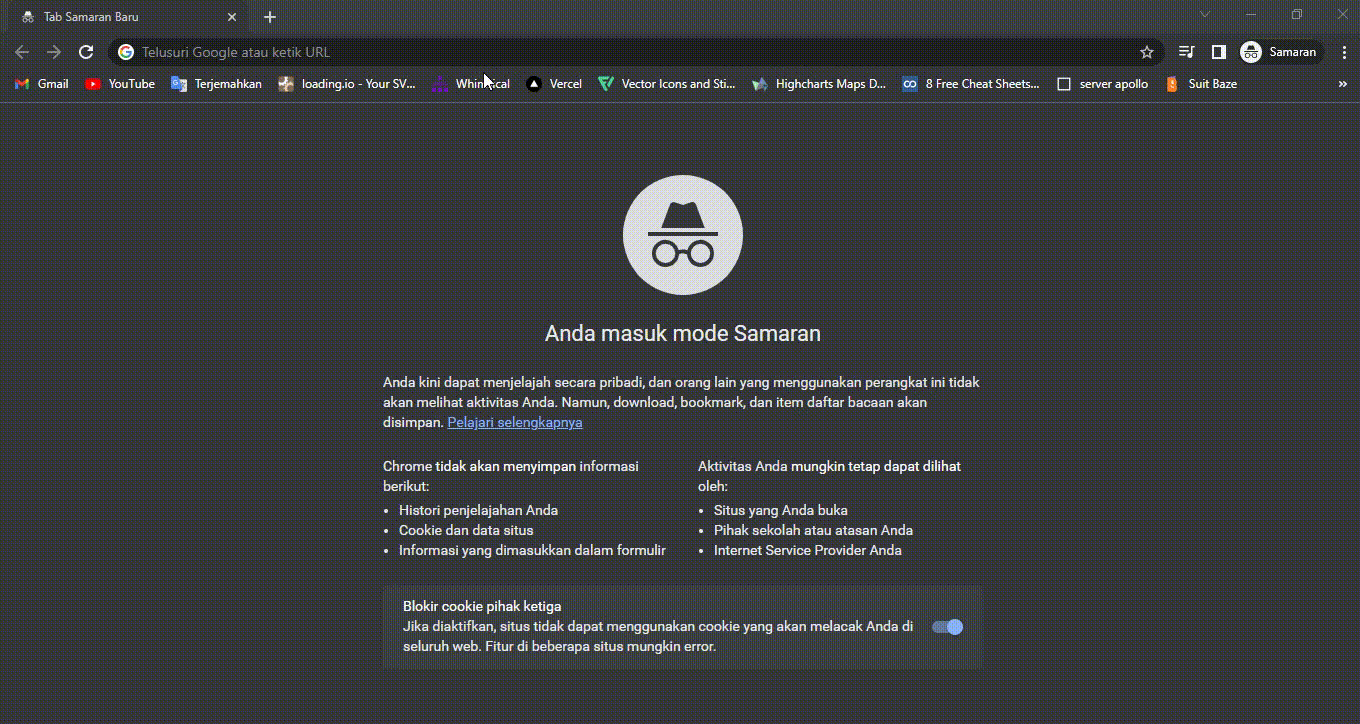 Tab Samaran Baru
Telusuri Google atau ketik URL
Samaran
Gmail YouTube Terjemahkan loading.io - Your SV... Whimsical Vercel Vector Icons and Sti... Highcharts Maps D... 8 Free Cheat Sheets... server apollo Suit Baze »
Anda masuk mode Samaran
Anda kini dapat menjelajah secara pribadi, dan orang lain yang menggunakan perangkat ini tidak
akan melihat aktivitas Anda. Namun, download, bookmark, dan item daftar bacaan akan
disimpan. Pelajari selengkapnya
Chrome tidak akan menyimpan informasi
berikut:
• Histori penjelajahan Anda
• Cookie dan data situs
• Informasi yang dimasukkan dalam formulir
Aktivitas Anda mungkin tetap dapat dilihat
oleh:
• Situs yang Anda buka
• Pihak sekolah atau atasan Anda
• Internet Service Provider Anda
Blokir cookie pihak ketiga
Jika diaktifkan, situs tidak dapat menggunakan cookie yang akan melacak Anda di
seluruh web. Fitur di beberapa situs mungkin error.